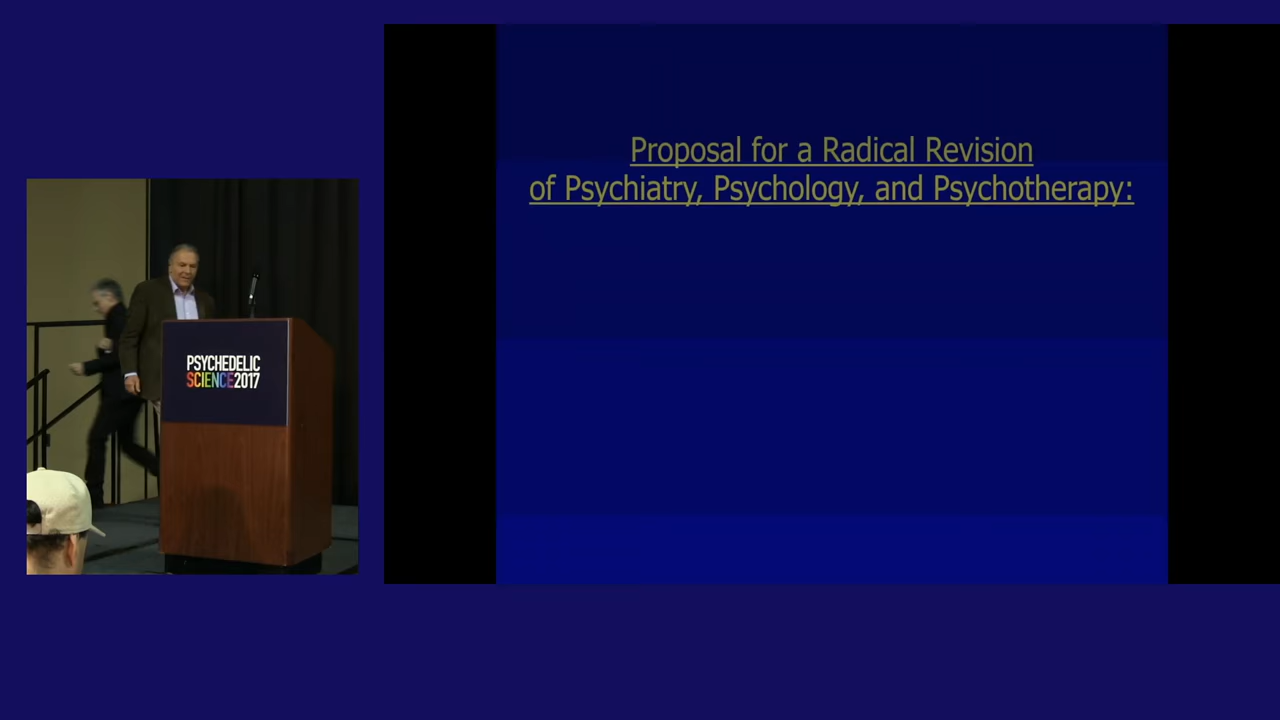 Proposal for a Radical Revision
of Psychiatry, Psychology, and Psychotherapy:
PSYCHEDELIC
SCIENCE2017